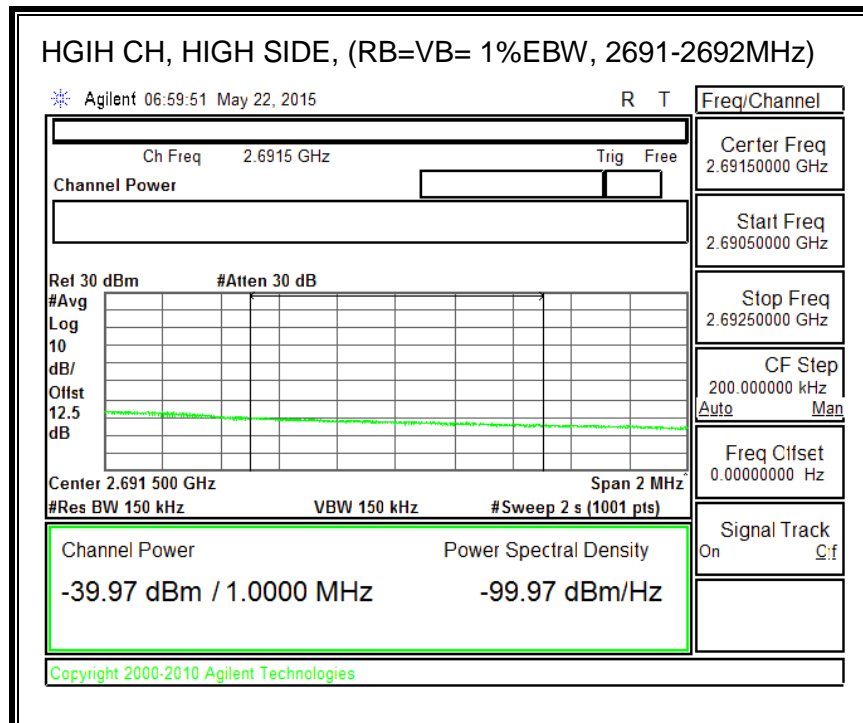 HGIH CH, HIGH SIDE, (RB=VB= 1%EBW, 2691-2692MHz)
Agilent 06:59:51 May 22, 2015
R T
Freq/Channel
Ch Freq 2.6915 GHz
Trig Free
Channel Power
Center Freq
2.69150000 GHz
Start Freq
2.69050000 GHz
Stop Freq
2.69250000 GHz
CF Step
200.000000 kHz
Auto Man
Freq Offset
0.00000000 Hz
Signal Track
On Off
Ref 30 dBm #Atten 30 dB
#Avg
Log
10
dB/
Offst
12.5
dB
Center 2.691 500 GHz Span 2 MHz
#Res BW 150 kHz VBW 150 kHz #Sweep 2 s (1001 pts)
Channel Power
Power Spectral Density
-39.97 dBm / 1.0000 MHz
-99.97 dBm/Hz
Copyright 2000-2010 Agilent Technologies